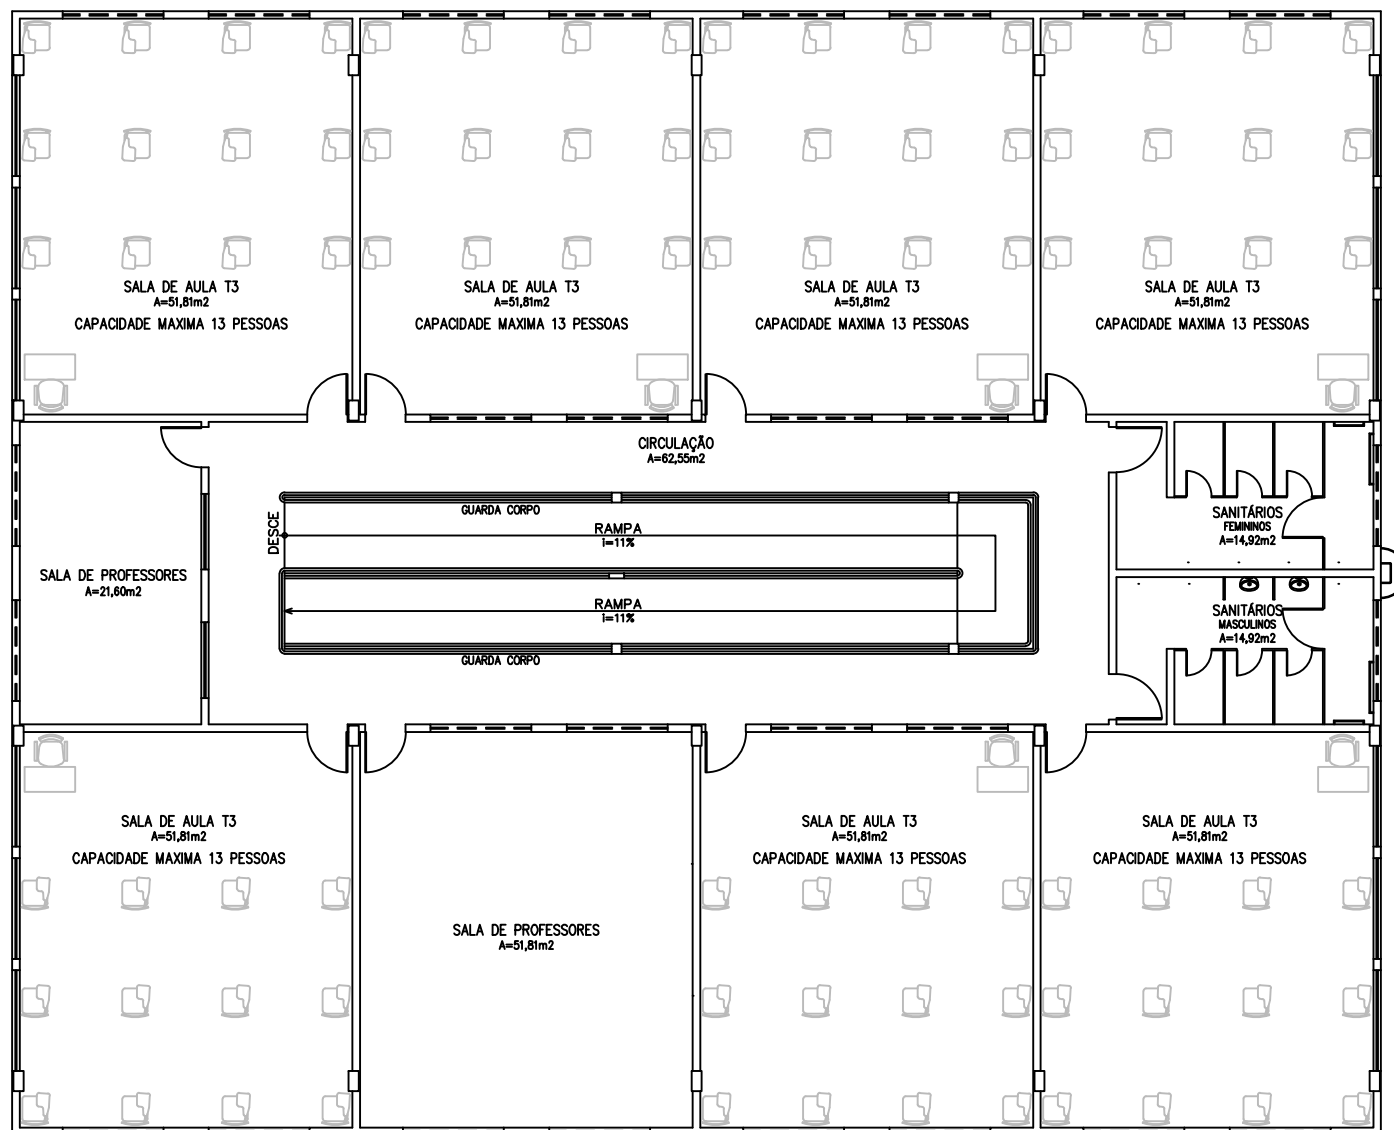 SALA DE AULA T3
A=51,81m2
CAPACIDADE MAXIMA 13 PESSOAS
SALA DE AULA T3
A=51,81m2
CAPACIDADE MAXIMA 13 PESSOAS
SALA DE AULA T3
A=51,81m2
CAPACIDADE MAXIMA 13 PESSOAS
SALA DE AULA T3
A=51,81m2
CAPACIDADE MAXIMA 13 PESSOAS
CIRCULAÇÃO
A=62,55m2
GUARDA CORPO
DESCE
RAMPA
i=11%
RAMPA
i=11%
GUARDA CORPO
SALA DE PROFESSORES
A=21,60m2
SANITÁRIOS
FEMININOS
A=14,92m2
SANITÁRIOS
MASCULINOS
A=14,92m2
SALA DE AULA T3
A=51,81m2
CAPACIDADE MAXIMA 13 PESSOAS
SALA DE PROFESSORES
A=51,81m2
SALA DE AULA T3
A=51,81m2
CAPACIDADE MAXIMA 13 PESSOAS
SALA DE AULA T3
A=51,81m2
CAPACIDADE MAXIMA 13 PESSOAS